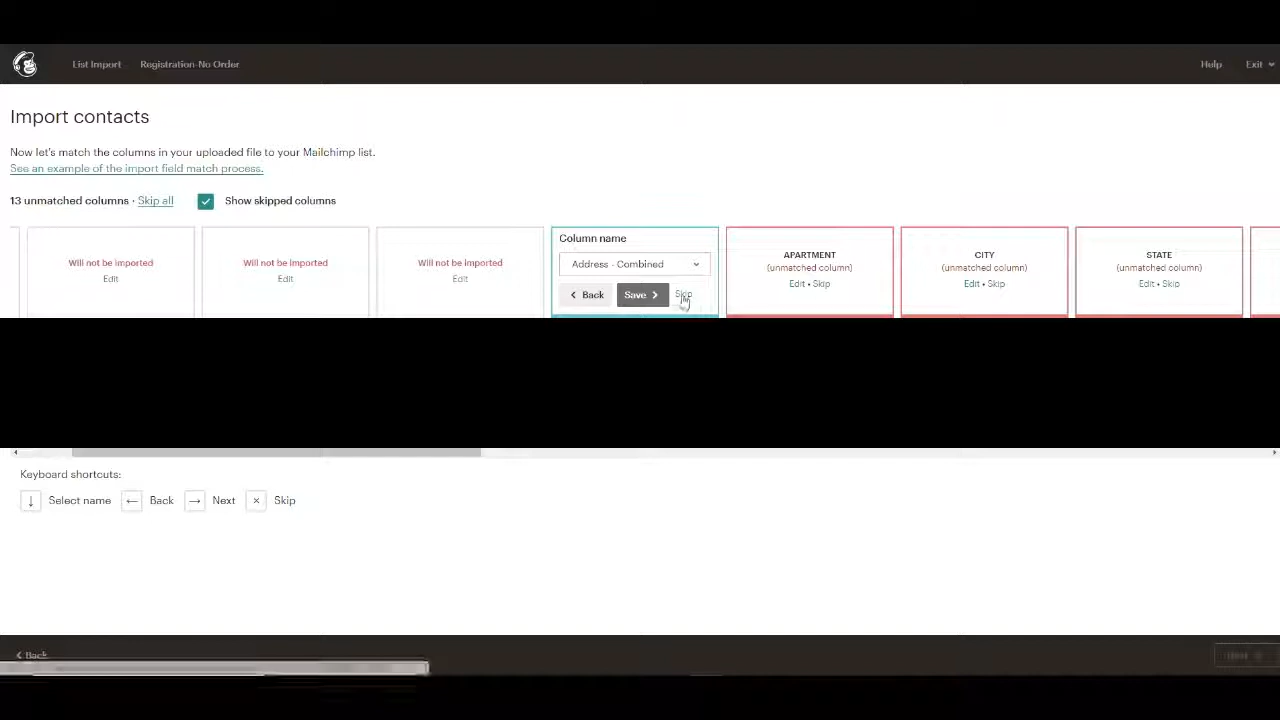 List Import Registration-No Order Help Exit
Import contacts
Now let's match the columns in your uploaded file to your Mailchimp list.
See an example of the import field match process.
13 unmatched columns · Skip all Show skipped columns
Will not be imported
Edit
Will not be imported
Edit
Will not be imported
Edit
Column name
Address - Combined
Back Save Skip
APARTMENT
(unmatched column)
Edit • Skip
CITY
(unmatched column)
Edit • Skip
STATE
(unmatched column)
Edit • Skip
Keyboard shortcuts:
↓ Select name ← Back → Next × Skip
Back